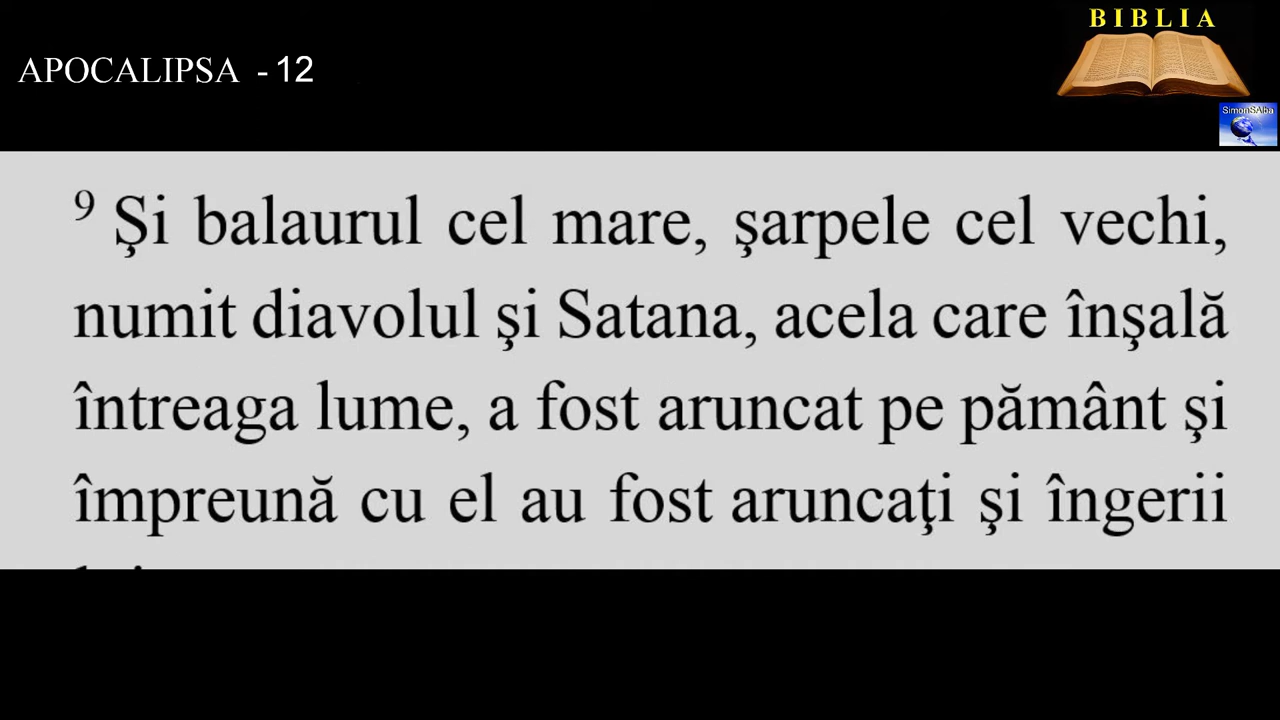 BIBLIA
APOCALIPSA - 12
SimonSAlba
9 Şi balaurul cel mare, şarpele cel vechi,
numit diavolul şi Satana, acela care înşală
întreaga lume, a fost aruncat pe pământ şi
împreună cu el au fost aruncaţi şi îngerii